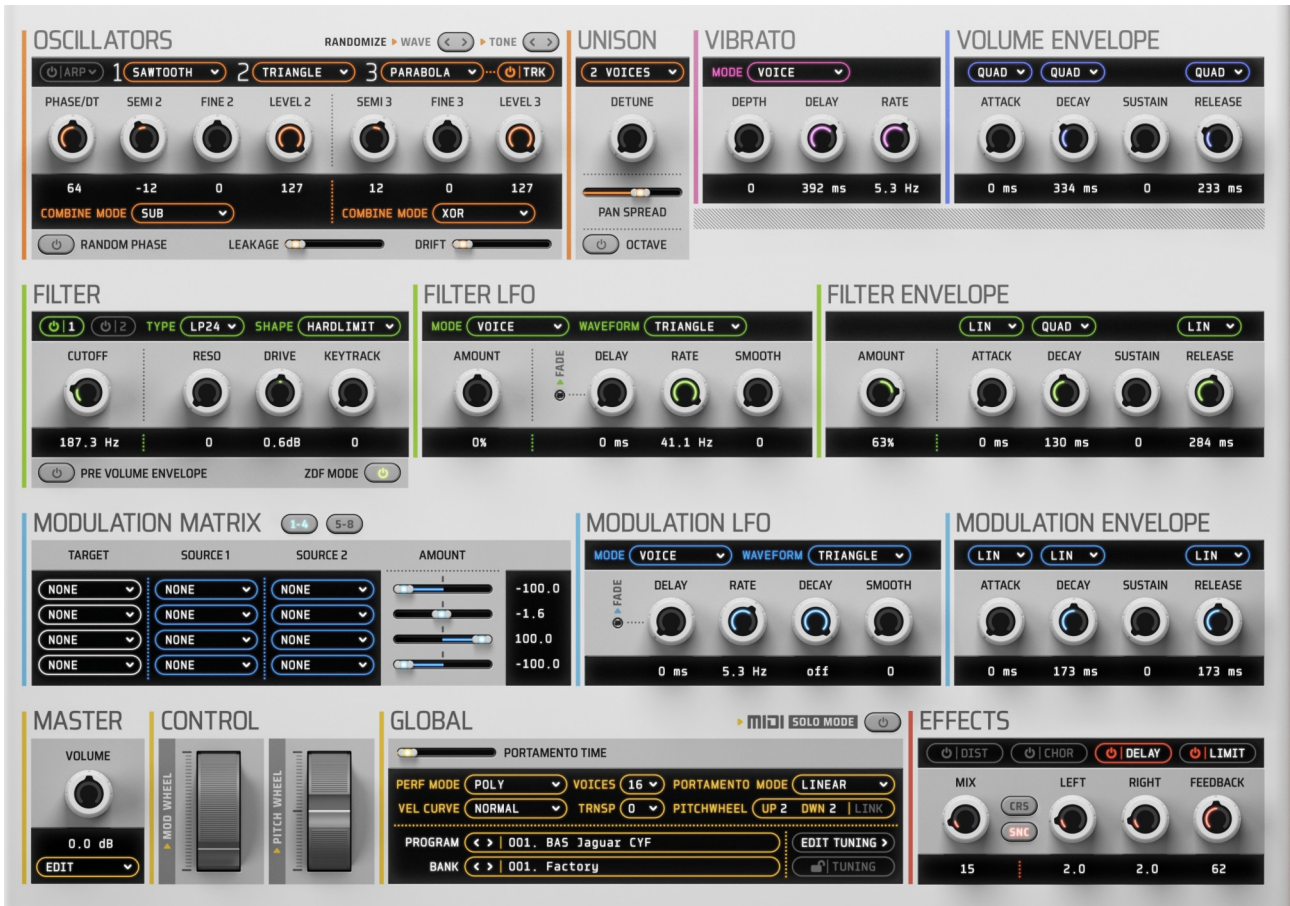 OSCILLATORS
RANDOMIZE WAVE < > TONE < >
ARP 1 SAWTOOTH 2 TRIANGLE 3 PARABOLA TRK
PHASE/DT SEMI 2 FINE 2 LEVEL 2 SEMI 3 FINE 3 LEVEL 3
64 -12 0 127 12 0 127
COMBINE MODE SUB COMBINE MODE XOR
RANDOM PHASE LEAKAGE DRIFT
UNISON
2 VOICES
DETUNE
PAN SPREAD
OCTAVE
VIBRATO
MODE VOICE
DEPTH DELAY RATE
0 392 ms 5.3 Hz
VOLUME ENVELOPE
QUAD QUAD QUAD
ATTACK DECAY SUSTAIN RELEASE
0 ms 334 ms 0 233 ms
FILTER
1 2 TYPE LP24 SHAPE HARDLIMIT
CUTOFF RESO DRIVE KEYTRACK
187.3 Hz 0 0.6dB 0
PRE VOLUME ENVELOPE ZDF MODE
FILTER LFO
MODE VOICE WAVEFORM TRIANGLE
AMOUNT FADE DELAY RATE SMOOTH
0% 0 ms 41.1 Hz 0
FILTER ENVELOPE
LIN QUAD LIN
AMOUNT ATTACK DECAY SUSTAIN RELEASE
63% 0 ms 130 ms 0 284 ms
MODULATION MATRIX 1-4 5-8
TARGET SOURCE 1 SOURCE 2 AMOUNT
NONE NONE NONE -100.0
NONE NONE NONE -1.6
NONE NONE NONE 100.0
NONE NONE NONE -100.0
MODULATION LFO
MODE VOICE WAVEFORM TRIANGLE
FADE DELAY RATE DECAY SMOOTH
0 ms 5.3 Hz off 0
MODULATION ENVELOPE
LIN LIN LIN
ATTACK DECAY SUSTAIN RELEASE
0 ms 173 ms 0 173 ms
MASTER
VOLUME
0.0 dB
EDIT
CONTROL
MOD WHEEL
PITCH WHEEL
GLOBAL
MIDI SOLO MODE
PORTAMENTO TIME
PERF MODE POLY VOICES 16 PORTAMENTO MODE LINEAR
VEL CURVE NORMAL TRNSP 0 PITCHWHEEL UP 2 DWN 2 | LINK
PROGRAM < > | 001. BAS Jaguar CYF EDIT TUNING >
BANK < > | 001. Factory TUNING
EFFECTS
DIST CHOR DELAY LIMIT
MIX LEFT RIGHT FEEDBACK
CRS
SNC
15 2.0 2.0 62